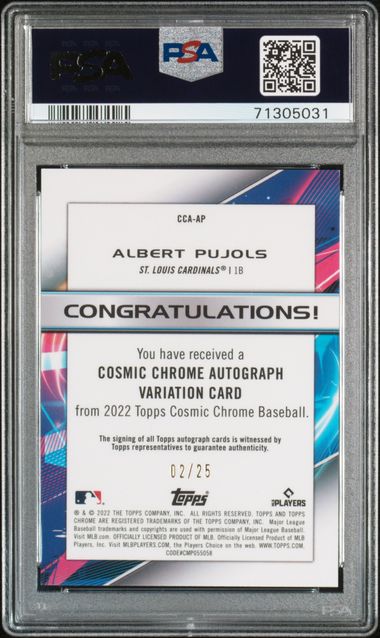 PSA
PSA
71305031
CCA-AP
ALBERT PUJOLS
ST. LOUIS CARDINALS® | 1B
CONGRATULATIONS!
You have received a
COSMIC CHROME AUTOGRAPH
VARIATION CARD
from 2022 Topps Cosmic Chrome Baseball.
The signing of all Topps autograph cards is witnessed by
Topps representatives to guarantee authenticity.
02/25
Topps
PLAYERS
® & © 2022 THE TOPPS COMPANY, INC. ALL RIGHTS RESERVED. TOPPS AND TOPPS
CHROME ARE REGISTERED TRADEMARKS OF THE TOPPS COMPANY, INC. Major League
Baseball trademarks and copyrights are used with permission of Major League Baseball.
Visit MLB.com. OFFICIALLY LICENSED PRODUCT OF MLB. Officially Licensed Product of MLB
Players, Inc. Visit MLBPLAYERS.com, the Players Choice on the web. WWW.TOPPS.COM.
CODE#CMP055058
PSA